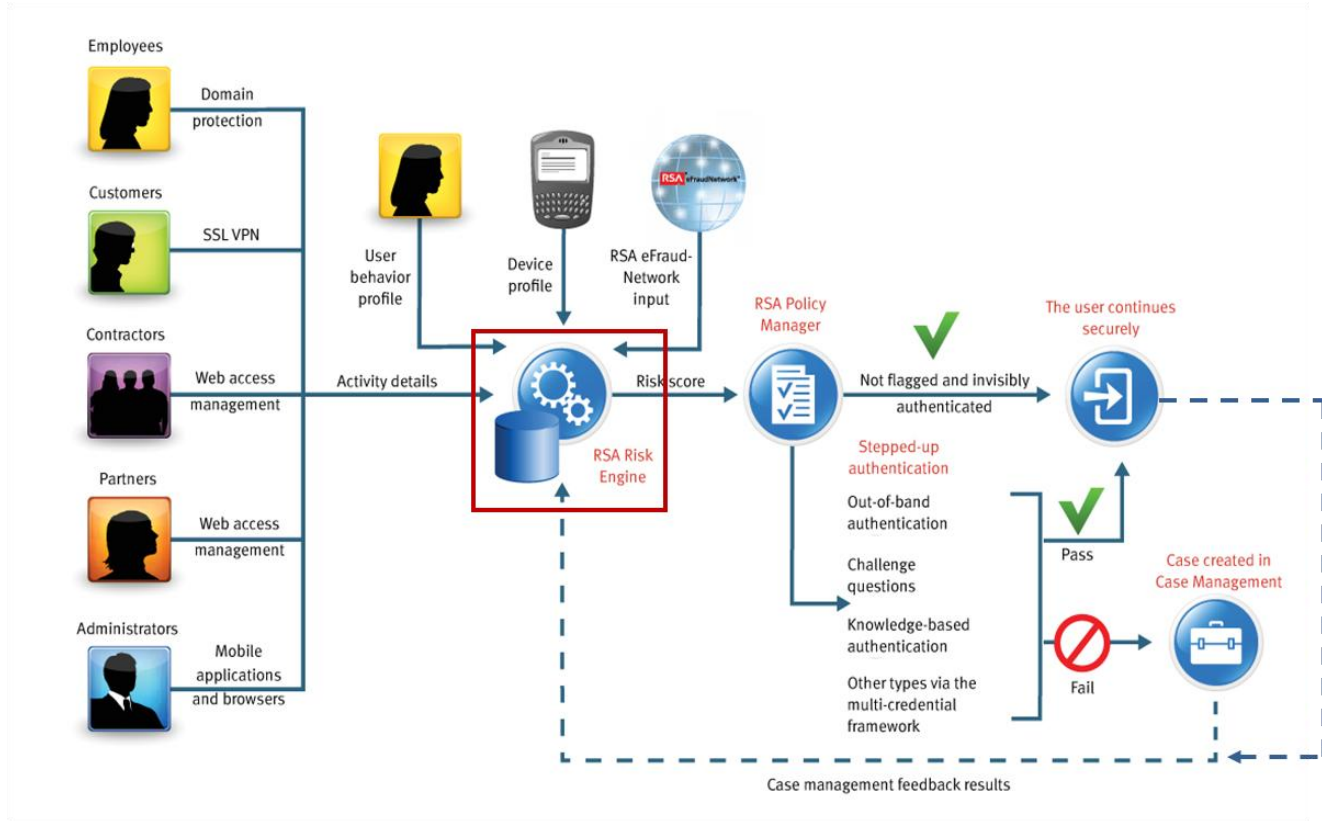 Employees
Domain
protection
Customers
SSL VPN
Contractors
Web access
management
Partners
Web access
management
Administrators
Mobile
applications
and browsers
User
behavior
profile
Device
profile
RSA eFraudNetwork
RSA eFraud-
Network
input
Activity details
RSA Risk
Engine
Risk score
RSA Policy
Manager
Not flagged and invisibly
authenticated
The user continues
securely
Stepped-up
authentication
Out-of-band
authentication
Challenge
questions
Knowledge-based
authentication
Other types via the
multi-credential
framework
Pass
Fail
Case created in
Case Management
Case management feedback results